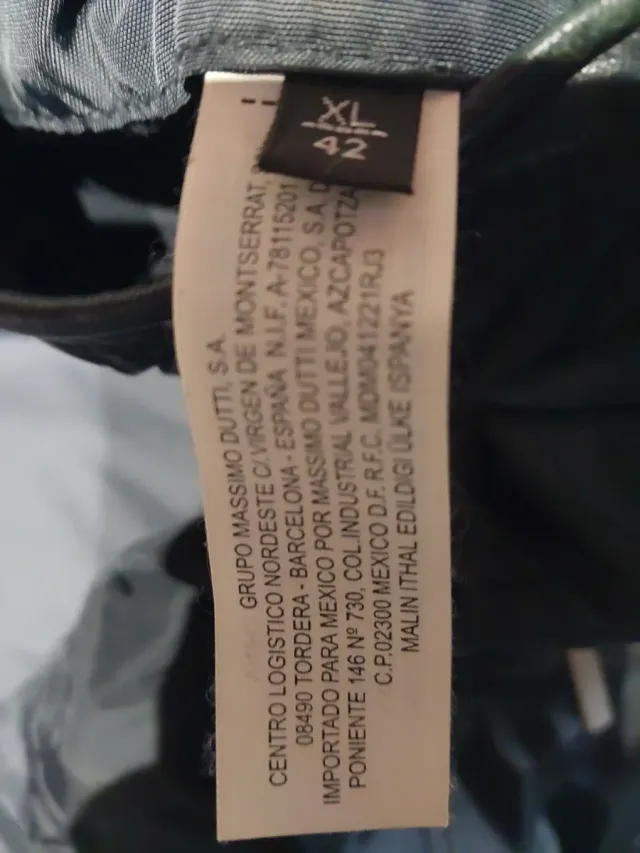 XL
42
GRUPO MASSIMO DUTTI, S.A.
CENTRO LOGISTICO NORDESTE C/VIRGEN DE MONTSERRAT,
08490 TORDERA - BARCELONA - ESPAÑA N.I.F. A-78115201
IMPORTADO PARA MEXICO POR MASSIMO DUTTI MEXICO, S.A. D
PONIENTE 146 Nº 730, COL.INDUSTRIAL VALLEJO, AZCAPOTZA
C.P.02300 MEXICO D.F. R.F.C. MDM041221RJ3
MALIN ITHAL EDILDIGI ÜLKE ISPANYA